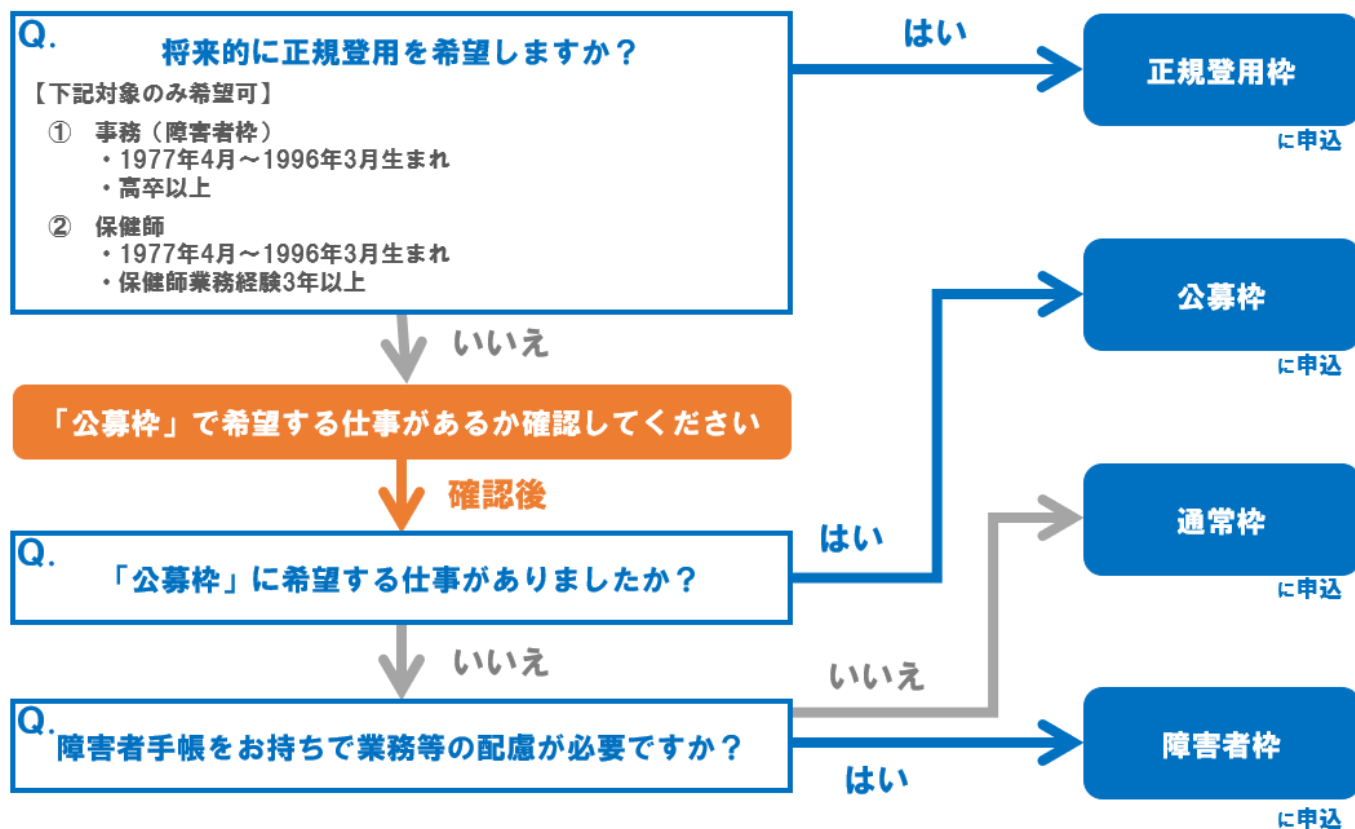 Q.
将来的に正規登用を希望しますか？
【下記対象のみ希望可】
① 事務（障害者枠）
・1977年4月～1996年3月生まれ
・高卒以上
② 保健師
・1977年4月～1996年3月生まれ
・保健師業務経験3年以上
はい
正規登用枠
に申込
いいえ
「公募枠」で希望する仕事があるか確認してください
確認後
Q.
「公募枠」に希望する仕事がありましたか？
はい
公募枠
に申込
いいえ
Q.
障害者手帳をお持ちで業務等の配慮が必要ですか？
いいえ
通常枠
に申込
はい
障害者枠
に申込